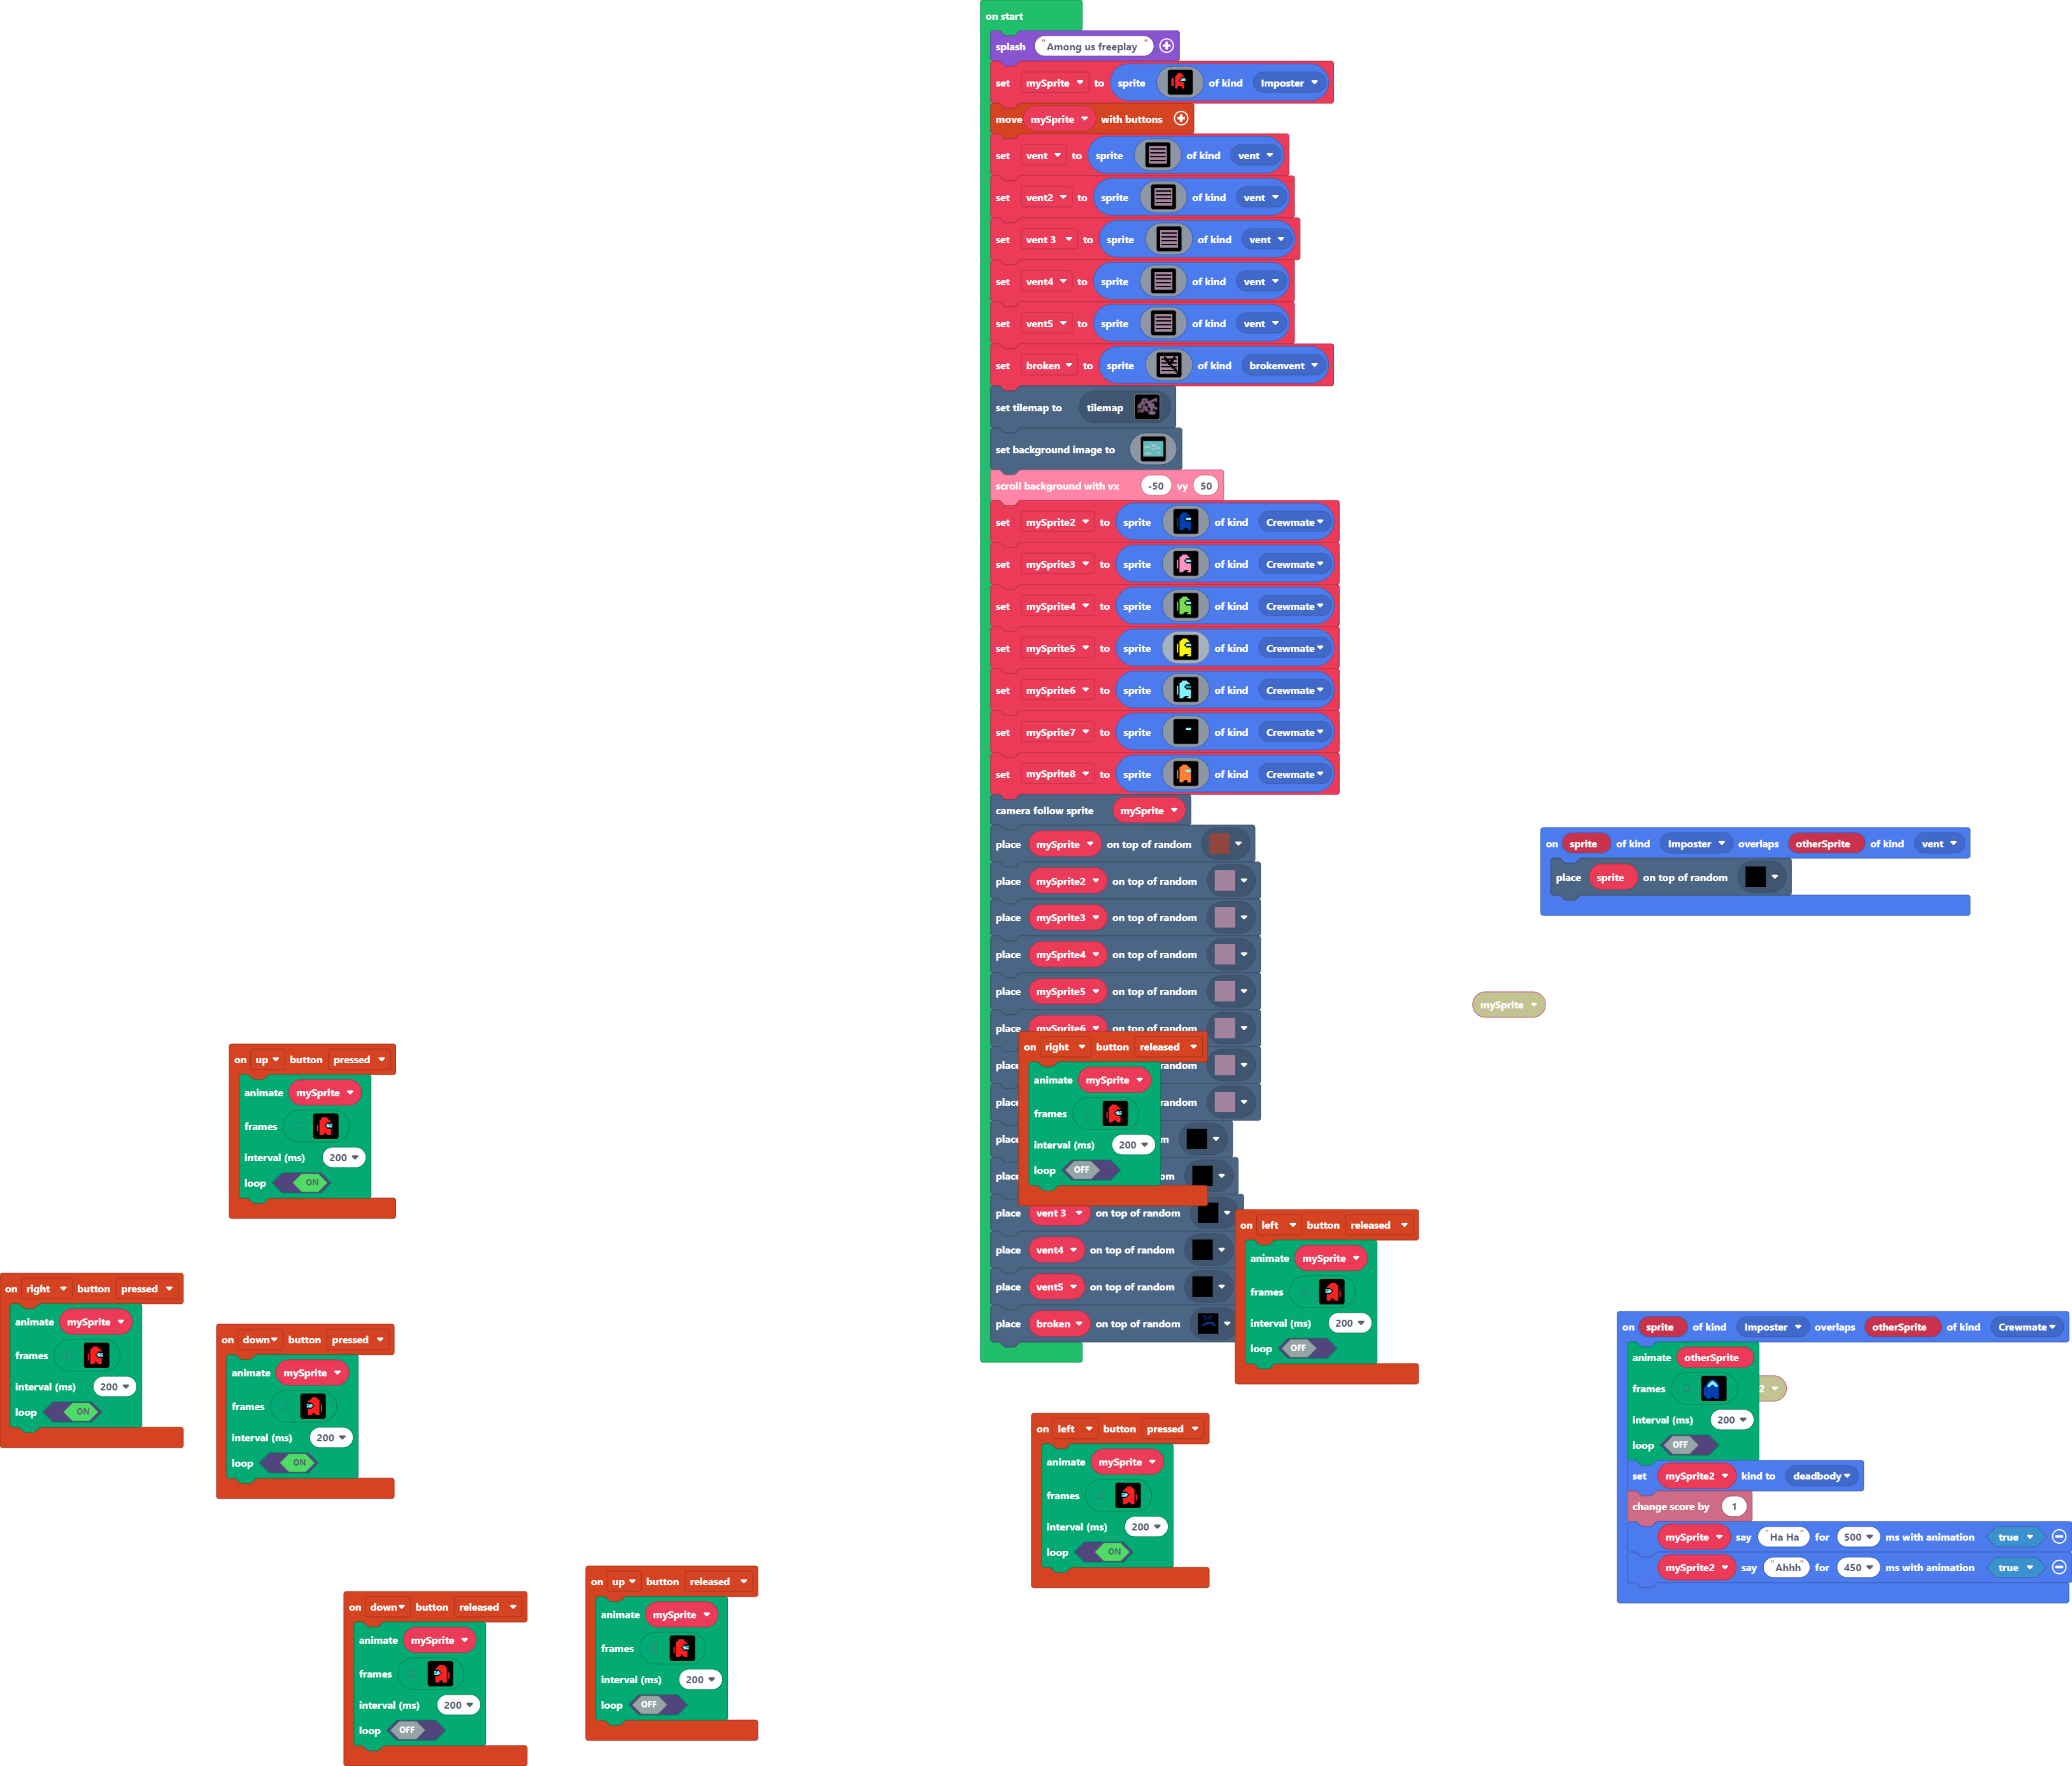 on start
splash "Among us freeplay"
set mySprite to sprite of kind Imposter
move mySprite with buttons
set vent to sprite of kind vent
set vent2 to sprite of kind vent
set vent 3 to sprite of kind vent
set vent4 to sprite of kind vent
set vent5 to sprite of kind vent
set broken to sprite of kind brokenvent
set tilemap to tilemap
set background image to
scroll background with vx -50 vy 50
set mySprite2 to sprite of kind Crewmate
set mySprite3 to sprite of kind Crewmate
set mySprite4 to sprite of kind Crewmate
set mySprite5 to sprite of kind Crewmate
set mySprite6 to sprite of kind Crewmate
set mySprite7 to sprite of kind Crewmate
set mySprite8 to sprite of kind Crewmate
camera follow sprite mySprite
place mySprite on top of random
place mySprite2 on top of random
place mySprite3 on top of random
place mySprite4 on top of random
place mySprite5 on top of random
place mySprite6 on top of random
random
random
place vent 3 on top of random
place vent4 on top of random
place vent5 on top of random
place broken on top of random
on right button released
animate mySprite
frames
interval (ms) 200
loop OFF
on left button released
animate mySprite
frames
interval (ms) 200
loop OFF
on sprite of kind Imposter overlaps otherSprite of kind vent
place sprite on top of random
mySprite
on up button pressed
animate mySprite
frames
interval (ms) 200
loop ON
on right button pressed
animate mySprite
frames
interval (ms) 200
loop ON
on down button pressed
animate mySprite
frames
interval (ms) 200
loop ON
on left button pressed
animate mySprite
frames
interval (ms) 200
loop ON
on down button released
animate mySprite
frames
interval (ms) 200
loop OFF
on up button released
animate mySprite
frames
interval (ms) 200
loop OFF
on sprite of kind Imposter overlaps otherSprite of kind Crewmate
animate otherSprite
frames
2
interval (ms) 200
loop OFF
set mySprite2 kind to deadbody
change score by 1
mySprite say "Ha Ha" for 500 ms with animation true
mySprite2 say "Ahhh" for 450 ms with animation true